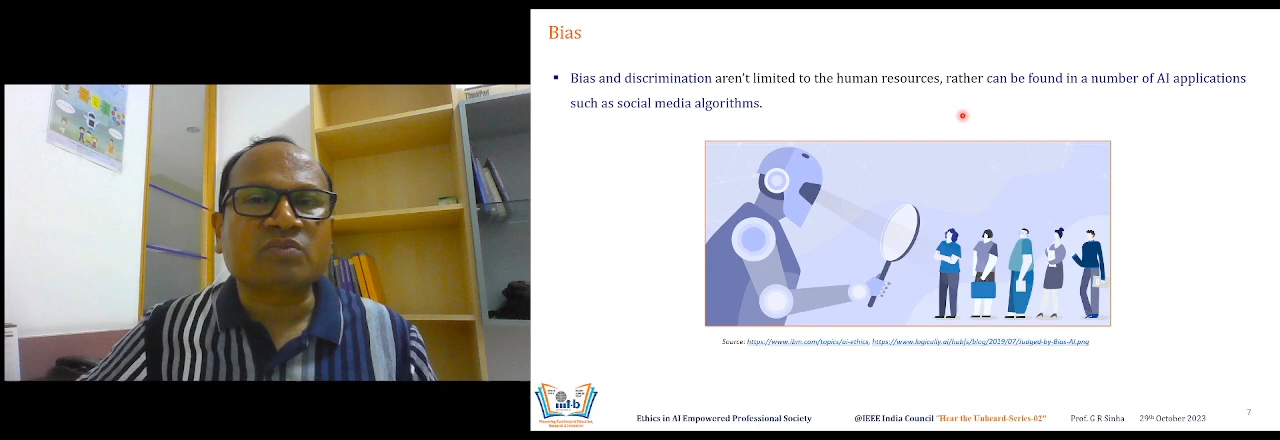 ThinkPad
Bias
▪ Bias and discrimination aren't limited to the human resources, rather can be found in a number of AI applications
such as social media algorithms.
Source: https://www.ibm.com/topics/ai-ethics, https://www.logically.ai/hubfs/blog/2019/07/Judged-by-Bias-AI.png
Ethics in AI Empowered Professional Society @IEEE India Council "Hear the Unheard-Series-02" Prof. G R Sinha 29th October 2023 7